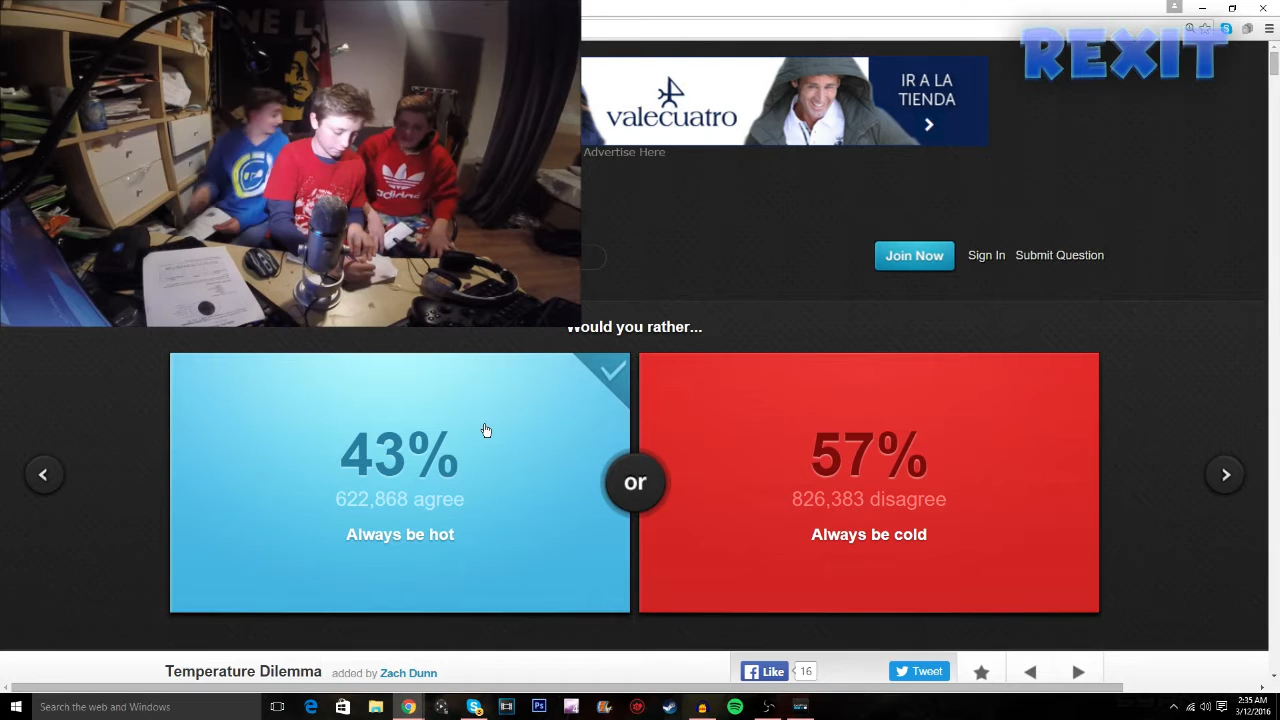 ONE L
adidas
REXIT
valecuatro
IR A LA
TIENDA
Advertise Here
Join Now
Sign In
Submit Question
Would you rather...
43%
622,868 agree
Always be hot
or
57%
826,383 disagree
Always be cold
Temperature Dilemma added by Zach Dunn
Like 16
Tweet
Search the web and Windows
2:35 AM
3/12/2016